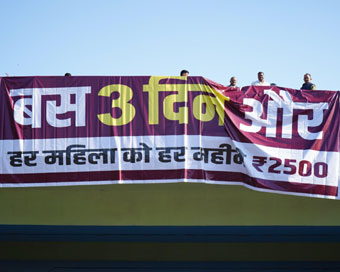 बस 3 दिन और
हर महिला को हर महीने ₹2500